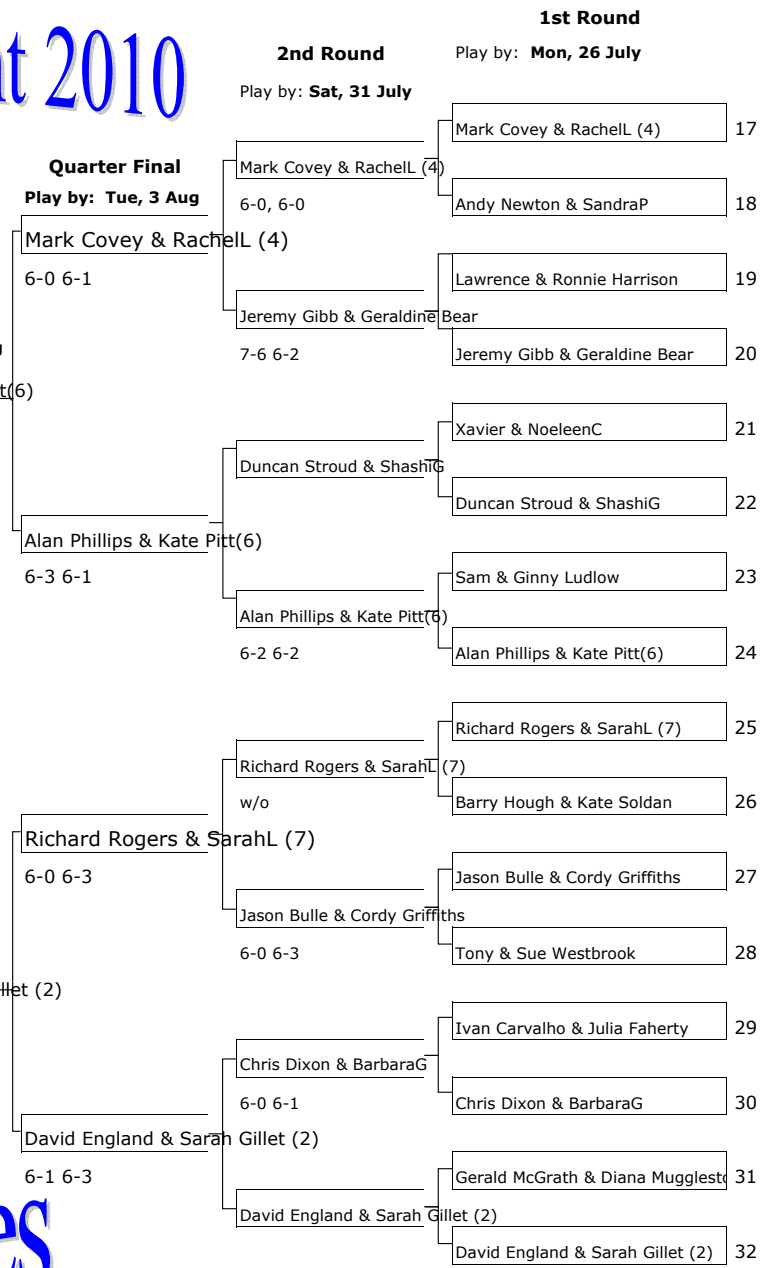 1st Round
2nd Round
Play by: Mon, 26 July
2010
Play by: Sat, 31 July
Mark Covey & RachelL (4) 17
Quarter Final
Mark Covey & RachelL (4)
Play by: Tue, 3 Aug
6-0, 6-0
Andy Newton & SandraP 18
Mark Covey & RachelL (4)
6-0 6-1
Lawrence & Ronnie Harrison 19
Jeremy Gibb & Geraldine Bear
7-6 6-2
Jeremy Gibb & Geraldine Bear 20
t(6)
Xavier & NoeleenC 21
Duncan Stroud & ShashiG
Duncan Stroud & ShashiG 22
Alan Phillips & Kate Pitt(6)
6-3 6-1
Sam & Ginny Ludlow 23
Alan Phillips & Kate Pitt(6)
6-2 6-2
Alan Phillips & Kate Pitt(6) 24
Richard Rogers & SarahL (7) 25
Richard Rogers & SarahL (7)
w/o
Barry Hough & Kate Soldan 26
Richard Rogers & SarahL (7)
6-0 6-3
Jason Bulle & Cordy Griffiths 27
Jason Bulle & Cordy Griffiths
6-0 6-3
Tony & Sue Westbrook 28
llet (2)
Ivan Carvalho & Julia Faherty 29
Chris Dixon & BarbaraG
6-0 6-1
Chris Dixon & BarbaraG 30
David England & Sarah Gillet (2)
6-1 6-3
Gerald McGrath & Diana Mugglesto 31
David England & Sarah Gillet (2)
David England & Sarah Gillet (2) 32